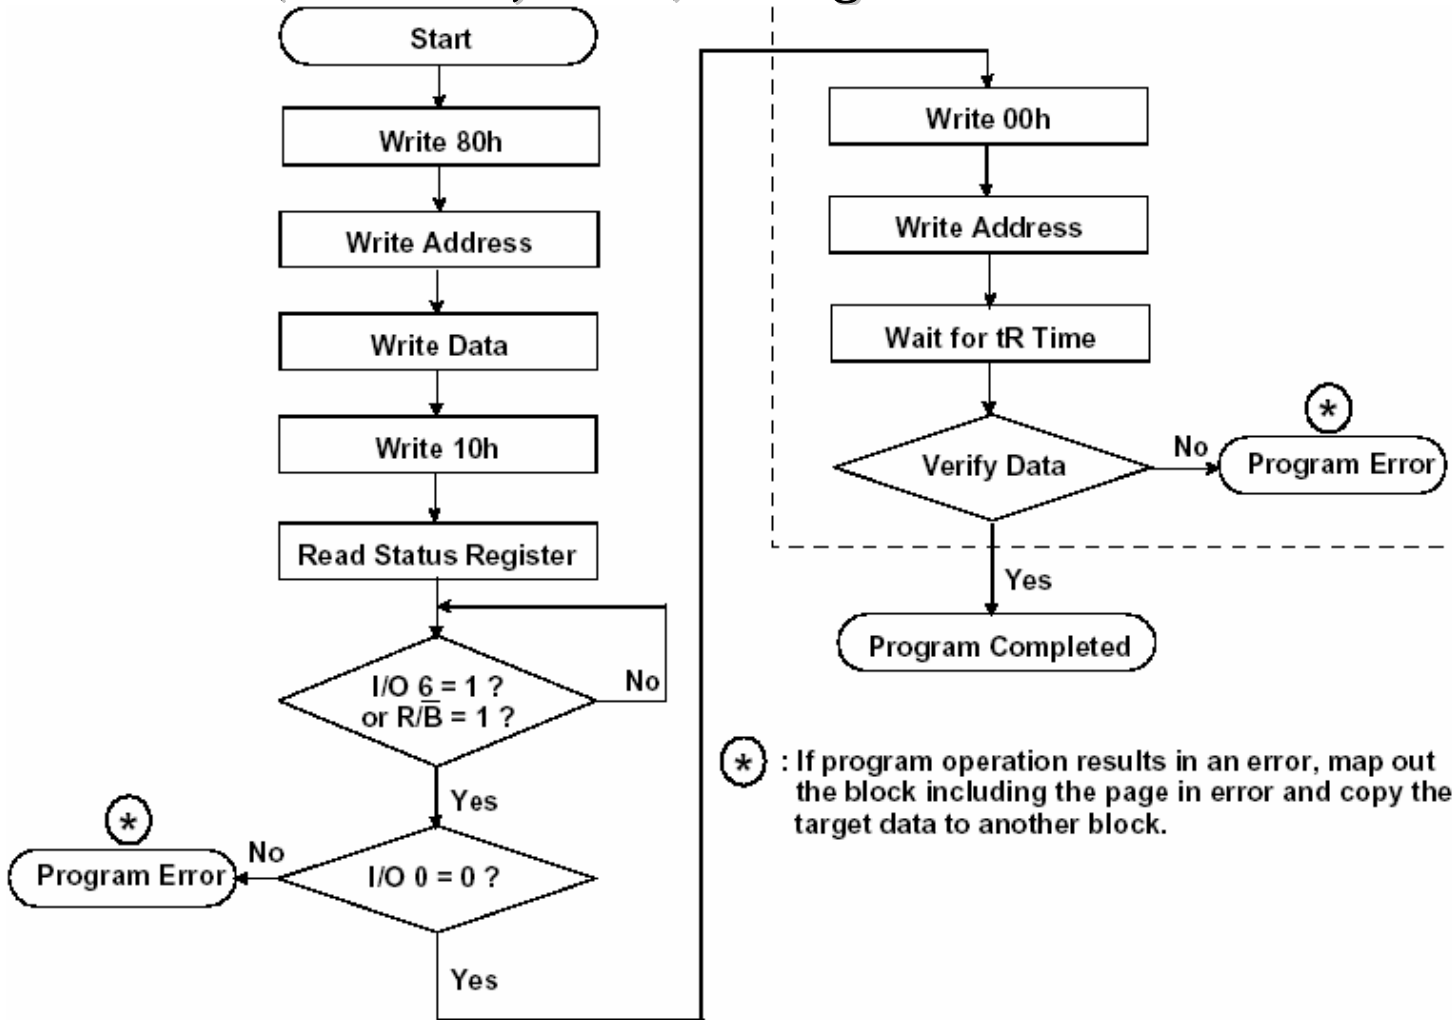 Start
Write 80h
Write Address
Write Data
Write 10h
Read Status Register
I/O 6 = 1 ?
or R/B̅ = 1 ?
No
Yes
*
Program Error
No
I/O 0 = 0 ?
Yes
Write 00h
Write Address
Wait for tR Time
Verify Data
No
*
Program Error
Yes
Program Completed
* : If program operation results in an error, map out
the block including the page in error and copy the
target data to another block.